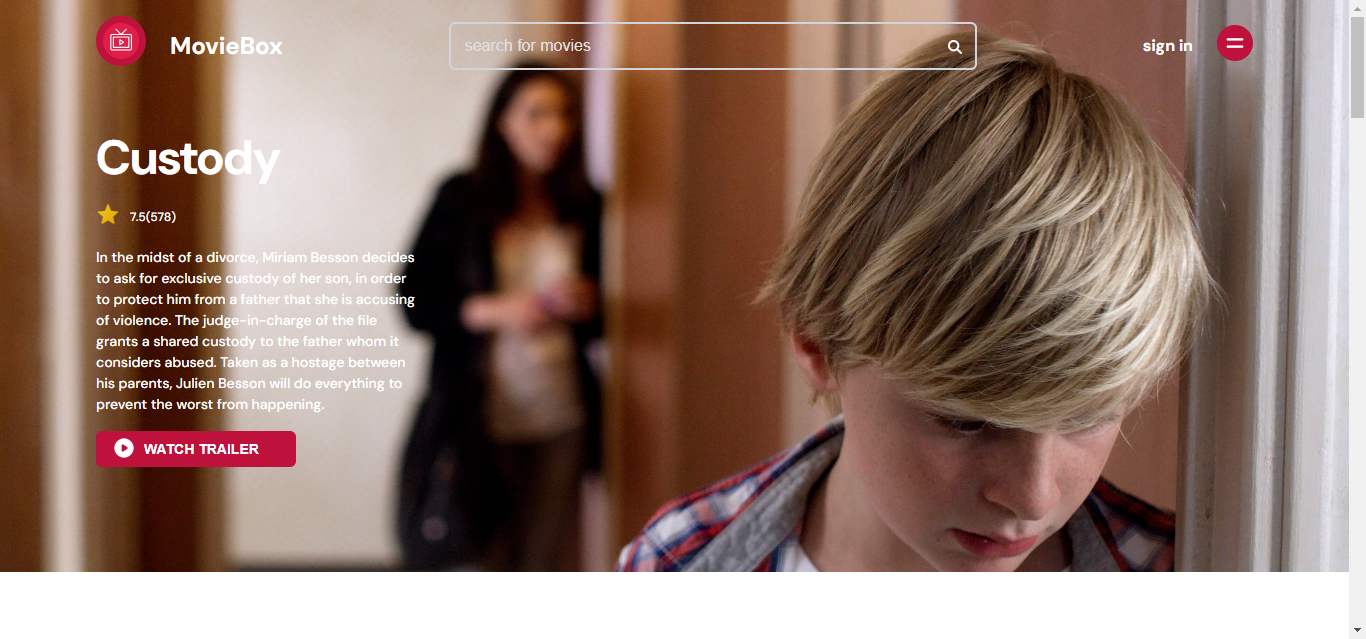 MovieBox
search for movies
sign in
Custody
7.5(578)
In the midst of a divorce, Miriam Besson decides
to ask for exclusive custody of her son, in order
to protect him from a father that she is accusing
of violence. The judge-in-charge of the file
grants a shared custody to the father whom it
considers abused. Taken as a hostage between
his parents, Julien Besson will do everything to
prevent the worst from happening.
WATCH TRAILER